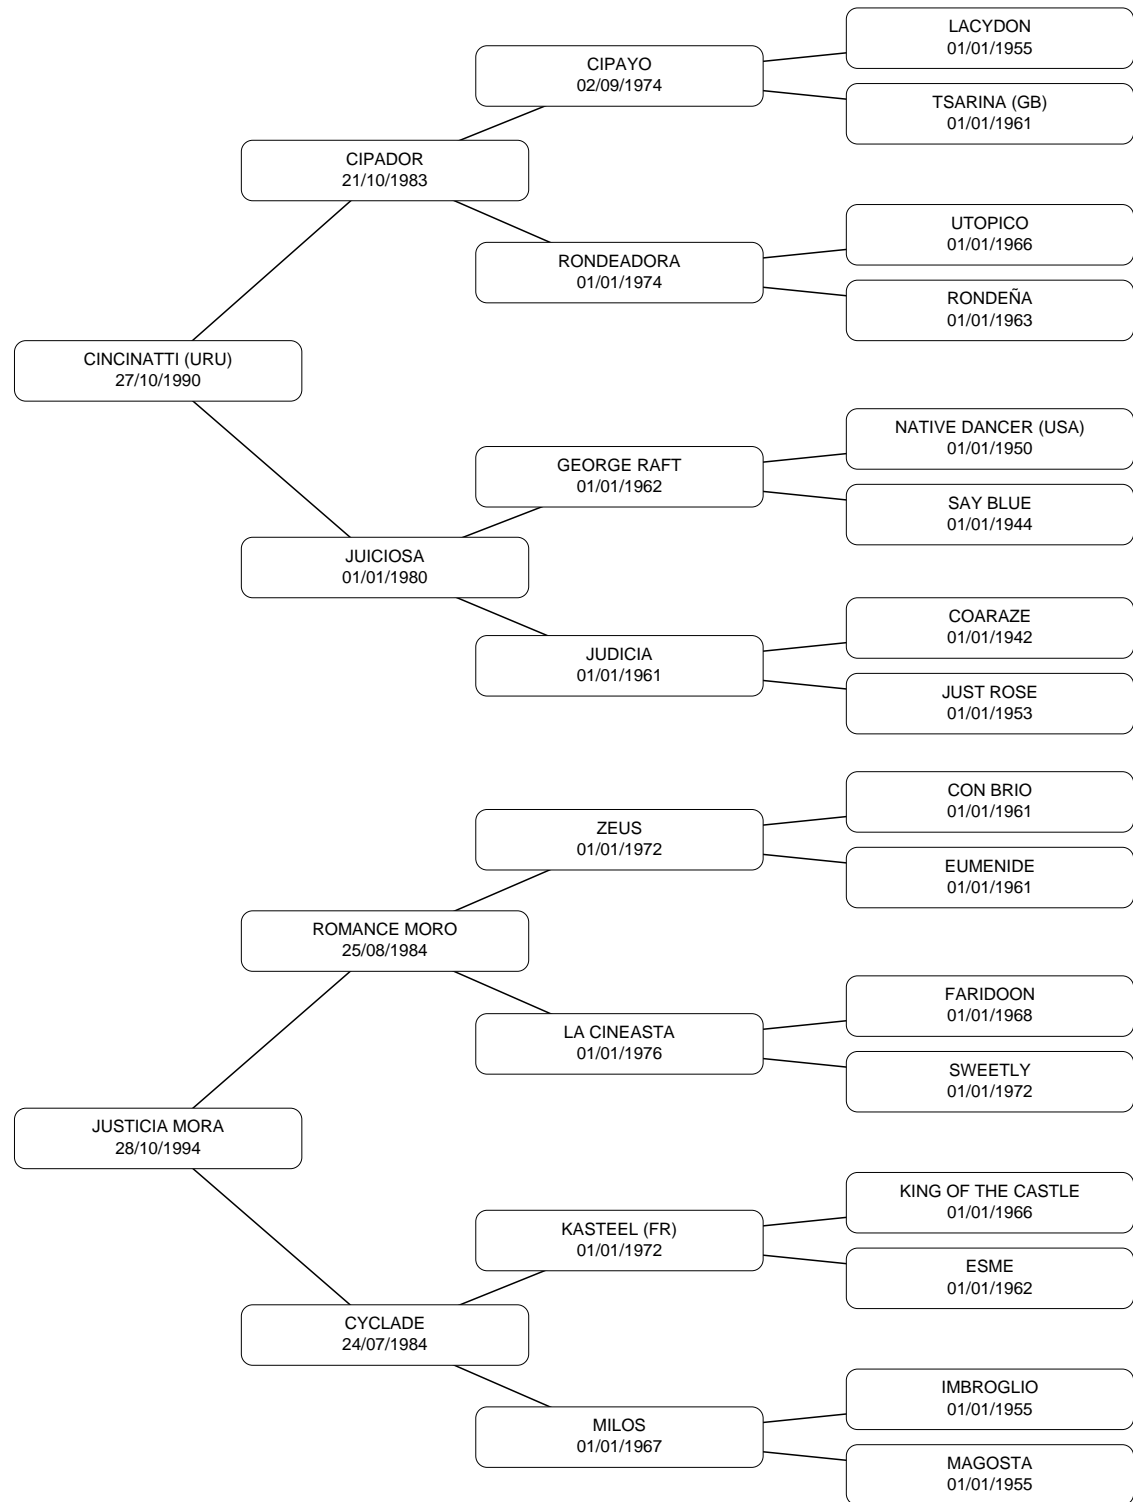 LACYDON
01/01/1955
CIPAYO
02/09/1974
TSARINA (GB)
01/01/1961
CIPADOR
21/10/1983
UTOPICO
01/01/1966
RONDEADORA
01/01/1974
RONDEÑA
01/01/1963
CINCINATTI (URU)
27/10/1990
NATIVE DANCER (USA)
01/01/1950
GEORGE RAFT
01/01/1962
SAY BLUE
01/01/1944
JUICIOSA
01/01/1980
COARAZE
01/01/1942
JUDICIA
01/01/1961
JUST ROSE
01/01/1953
CON BRIO
01/01/1961
ZEUS
01/01/1972
EUMENIDE
01/01/1961
ROMANCE MORO
25/08/1984
FARIDOON
01/01/1968
LA CINEASTA
01/01/1976
SWEETLY
01/01/1972
JUSTICIA MORA
28/10/1994
KING OF THE CASTLE
01/01/1966
KASTEEL (FR)
01/01/1972
ESME
01/01/1962
CYCLADE
24/07/1984
IMBROGLIO
01/01/1955
MILOS
01/01/1967
MAGOSTA
01/01/1955